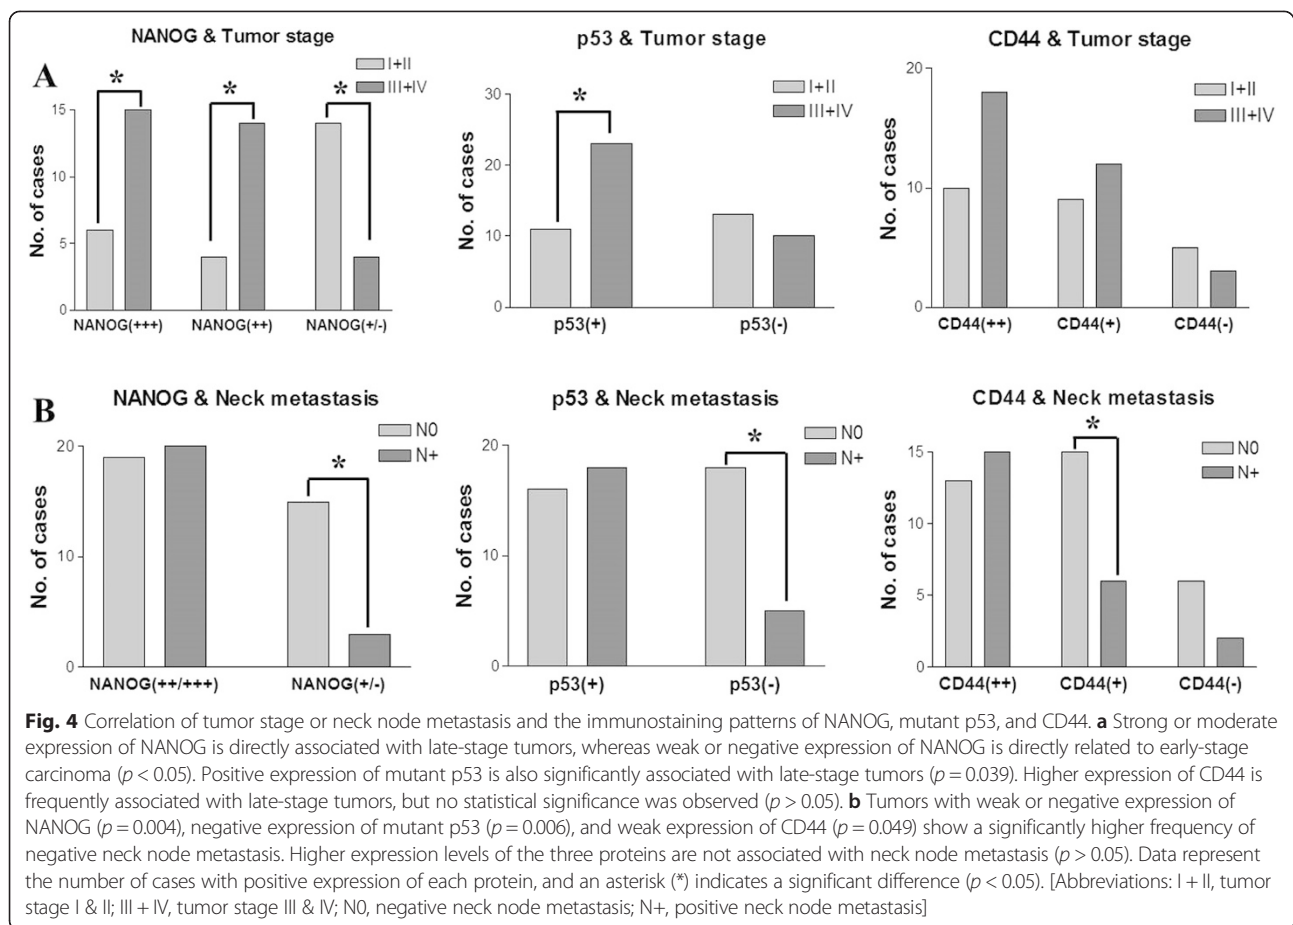 NANOG & Tumor stage
A
I+II
III+IV
*
*
*
No. of cases
15
10
5
0
NANOG(+++)
NANOG(++)
NANOG(+/-)
p53 & Tumor stage
I+II
III+IV
*
No. of cases
30
20
10
0
p53(+)
p53(-)
CD44 & Tumor stage
I+II
III+IV
No. of cases
20
10
0
CD44(++)
CD44(+)
CD44(-)
B
NANOG & Neck metastasis
N0
N+
*
No. of cases
20
10
0
NANOG(++/+++)
NANOG(+/-)
p53 & Neck metastasis
N0
N+
*
No. of cases
20
10
0
p53(+)
p53(-)
CD44 & Neck metastasis
N0
N+
*
No. of cases
15
10
5
0
CD44(++)
CD44(+)
CD44(-)
Fig. 4 Correlation of tumor stage or neck node metastasis and the immunostaining patterns of NANOG, mutant p53, and CD44. a Strong or moderate
expression of NANOG is directly associated with late-stage tumors, whereas weak or negative expression of NANOG is directly related to early-stage
carcinoma (p < 0.05). Positive expression of mutant p53 is also significantly associated with late-stage tumors (p = 0.039). Higher expression of CD44 is
frequently associated with late-stage tumors, but no statistical significance was observed (p > 0.05). b Tumors with weak or negative expression of
NANOG (p = 0.004), negative expression of mutant p53 (p = 0.006), and weak expression of CD44 (p = 0.049) show a significantly higher frequency of
negative neck node metastasis. Higher expression levels of the three proteins are not associated with neck node metastasis (p > 0.05). Data represent
the number of cases with positive expression of each protein, and an asterisk (*) indicates a significant difference (p < 0.05). [Abbreviations: I + II, tumor
stage I & II; III + IV, tumor stage III & IV; N0, negative neck node metastasis; N+, positive neck node metastasis]